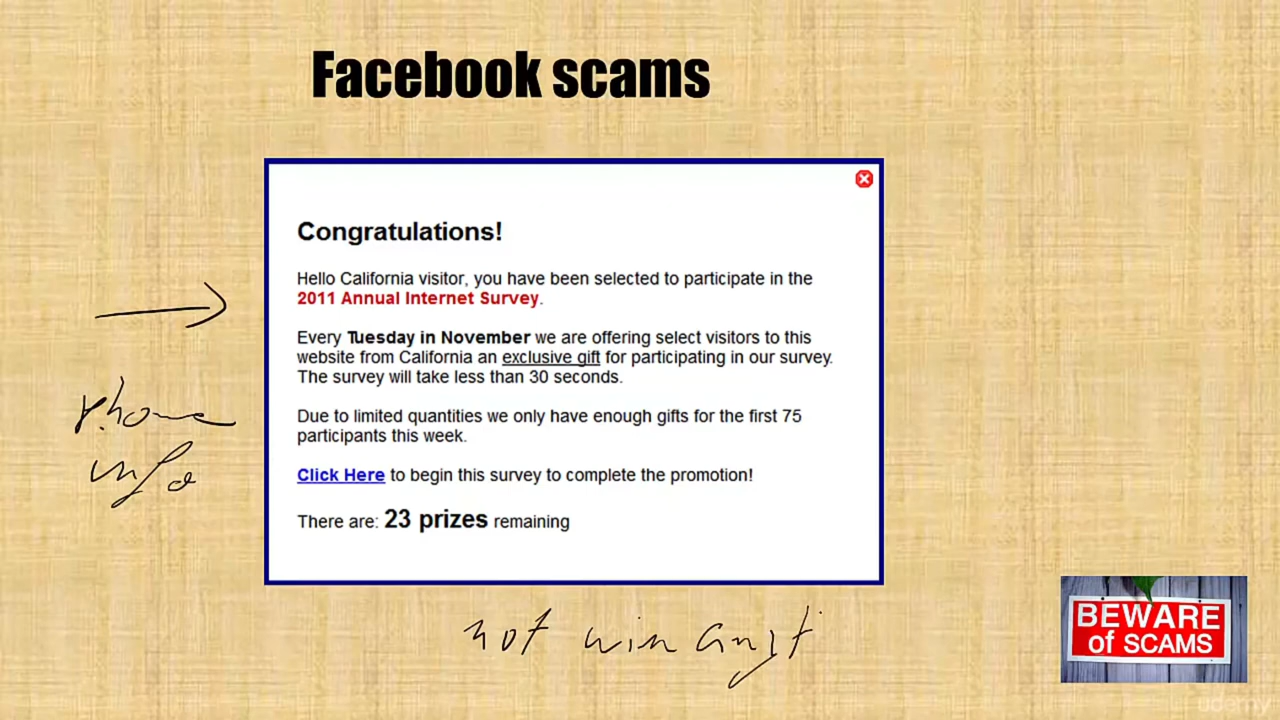 Facebook scams
Congratulations!
Hello California visitor, you have been selected to participate in the
2011 Annual Internet Survey.
Every Tuesday in November we are offering select visitors to this
website from California an exclusive gift for participating in our survey.
The survey will take less than 30 seconds.
Due to limited quantities we only have enough gifts for the first 75
participants this week.
Click Here to begin this survey to complete the promotion!
There are: 23 prizes remaining
phone
info
not win anyt
BEWARE
of SCAMS
udemy